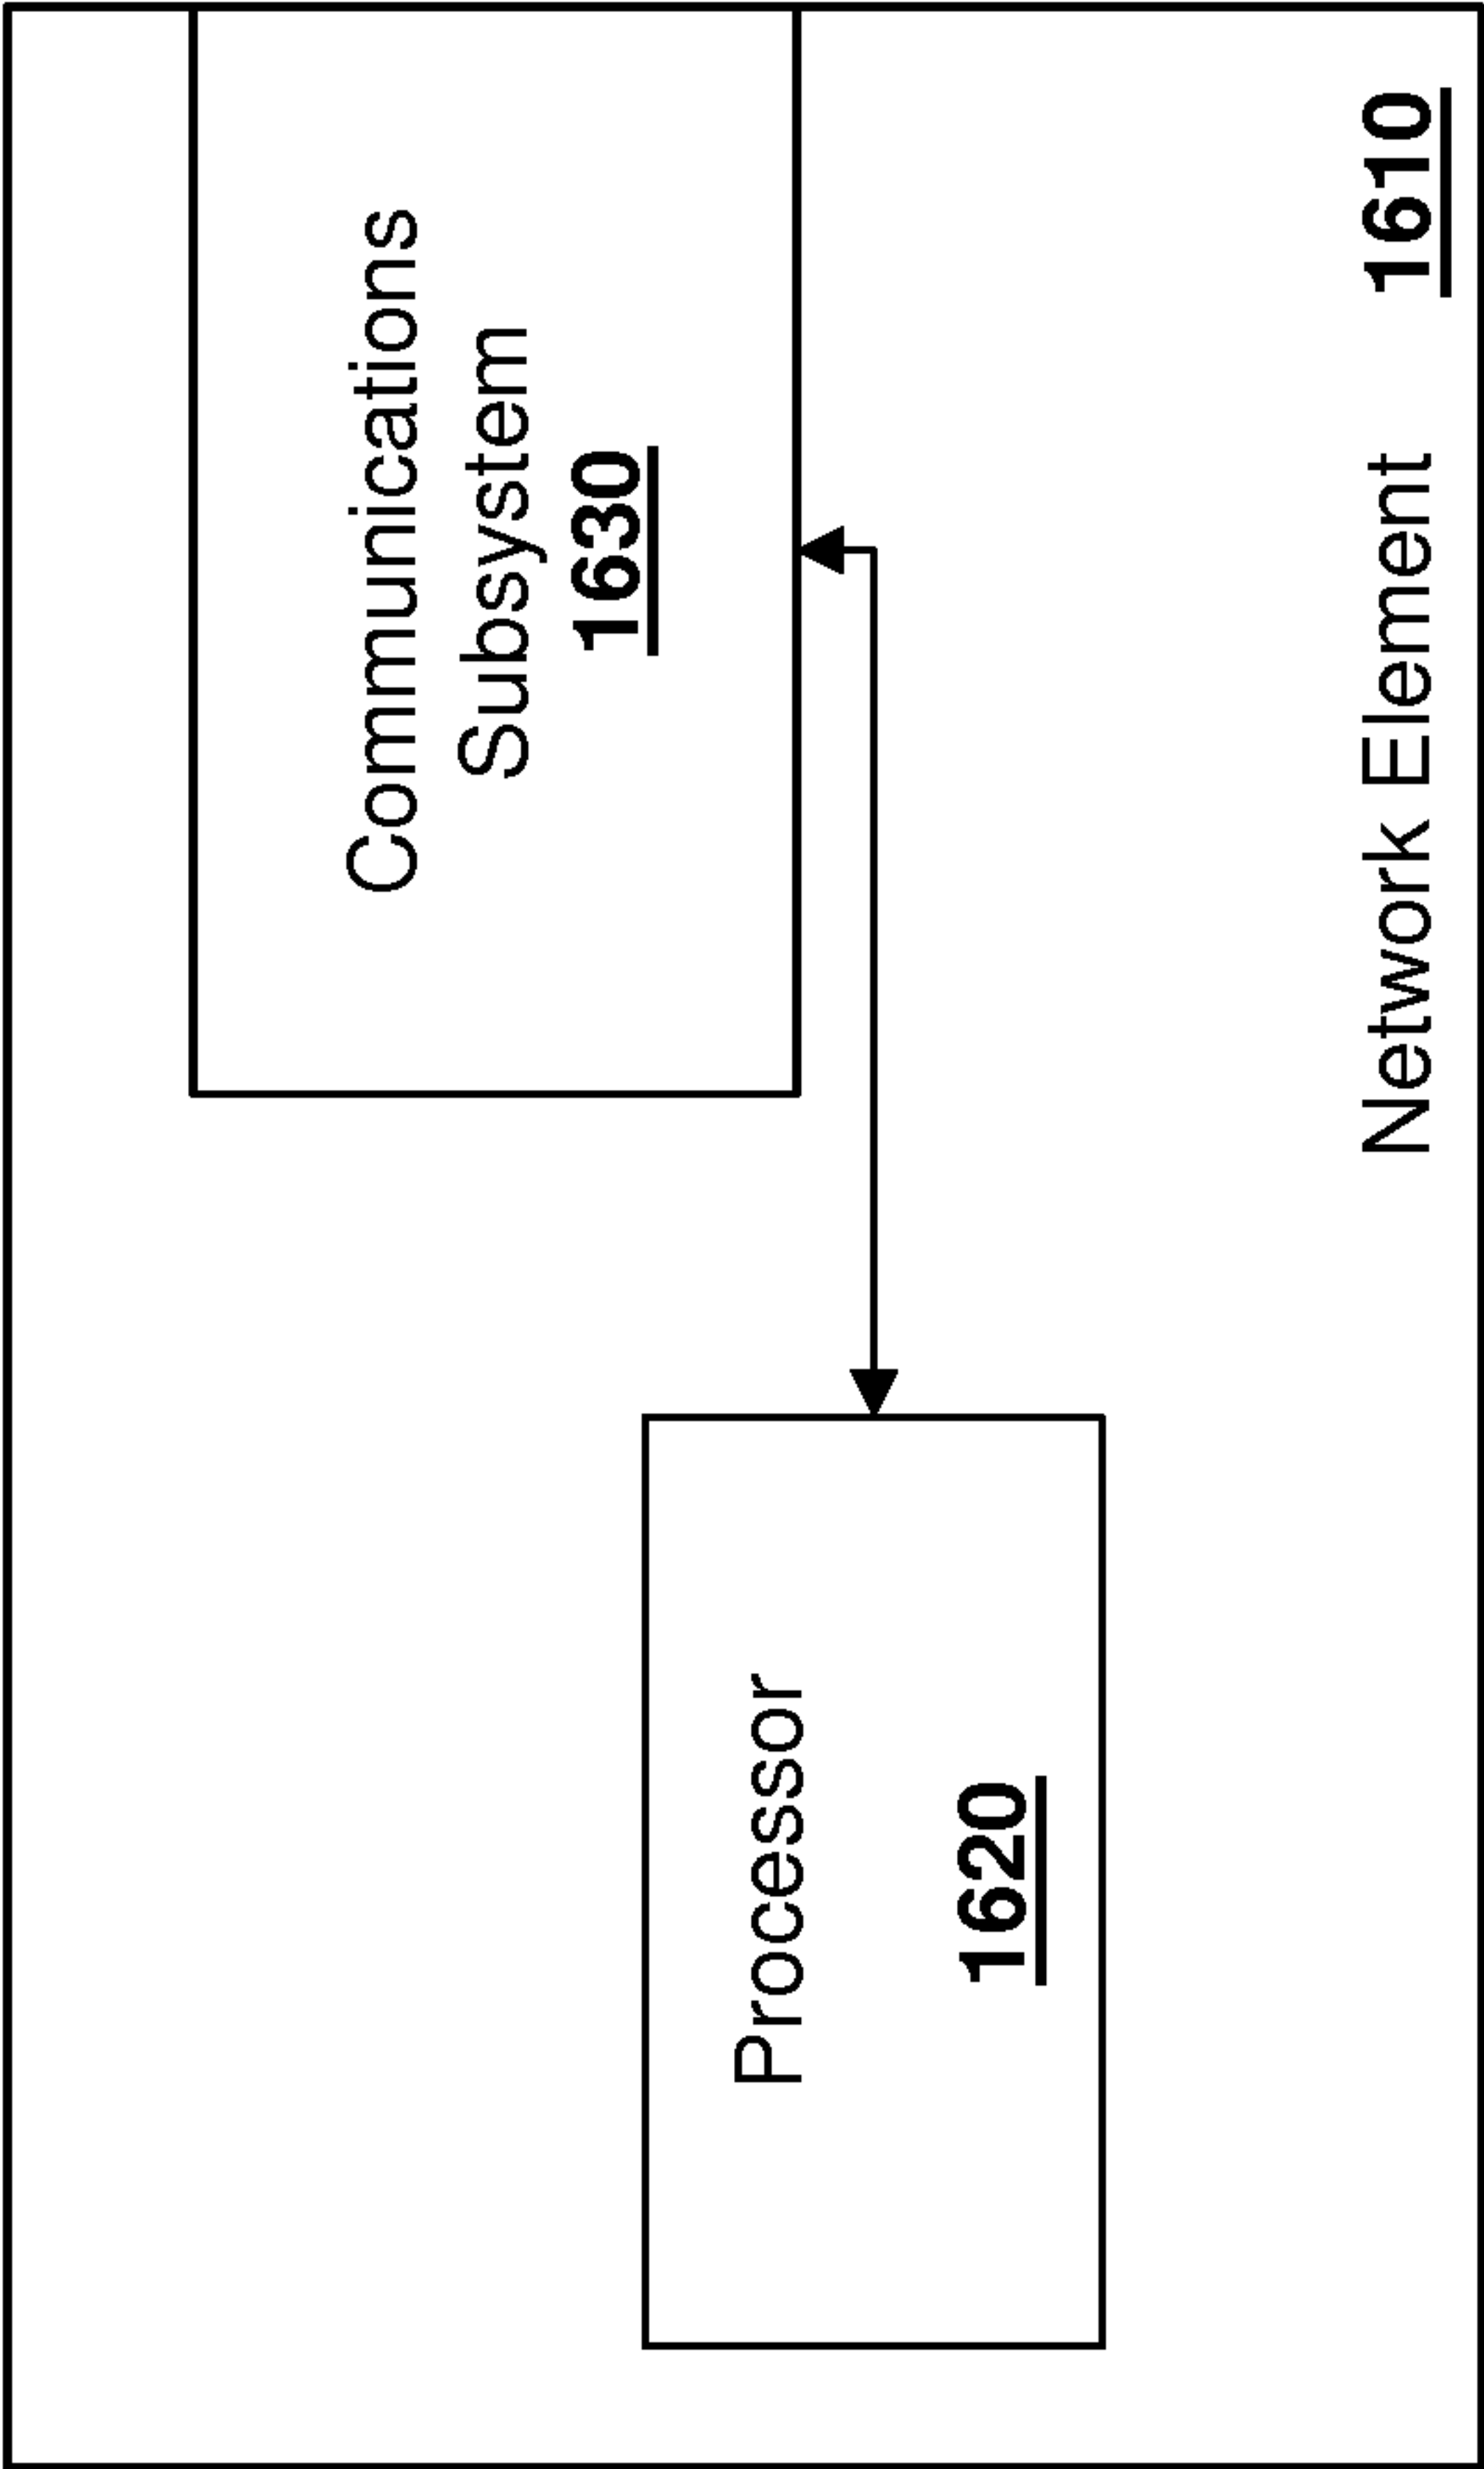 Communications
Subsystem
1630
Processor
1620
Network Element 1610